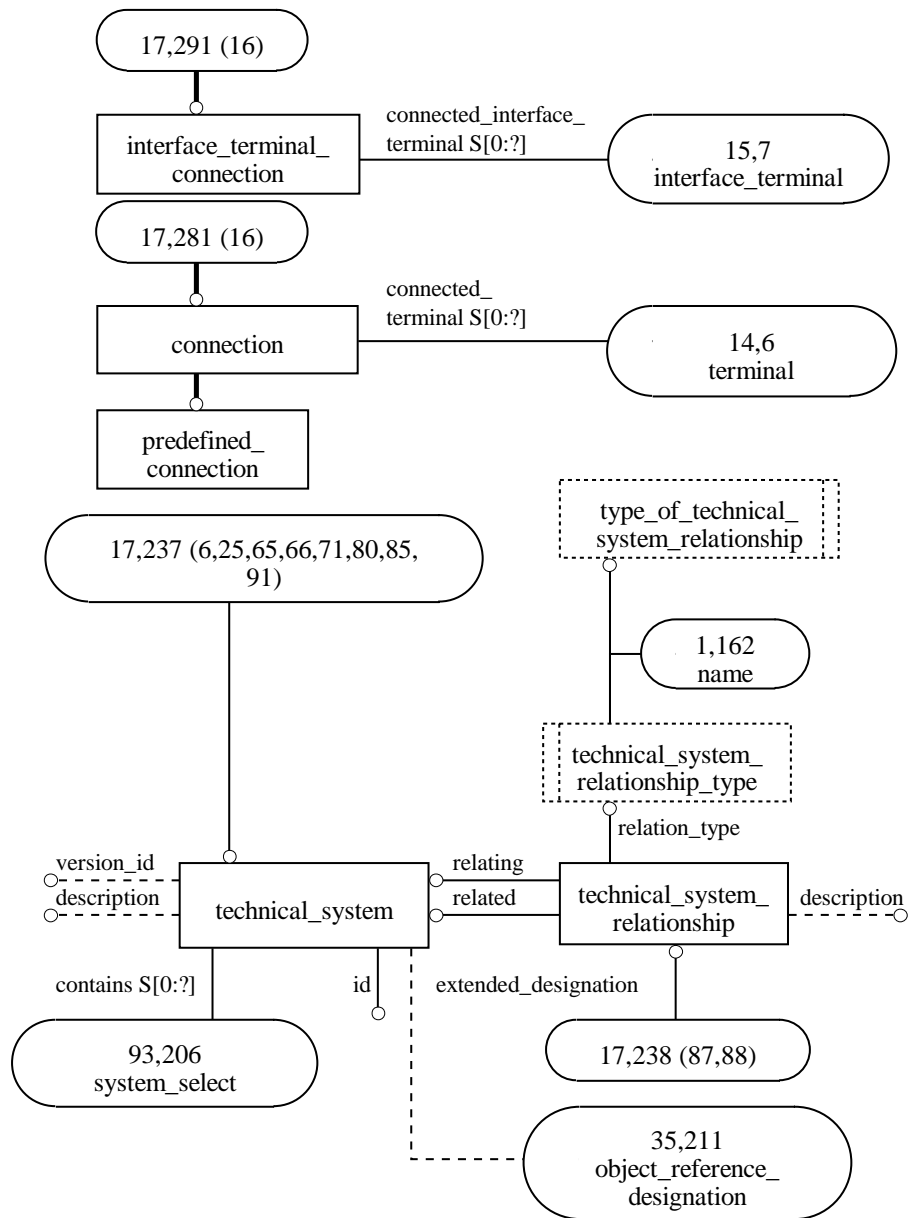 17,291 (16)
interface_terminal_
connection
connected_interface_
terminal S[0:?]
15,7
interface_terminal
17,281 (16)
connection
connected_
terminal S[0:?]
14,6
terminal
predefined_
connection
17,237 (6,25,65,66,71,80,85,
91)
type_of_technical_
system_relationship
1,162
name
technical_system_
relationship_type
relation_type
version_id
description
technical_system
relating
related
technical_system_
relationship
description
contains S[0:?]
id
extended_designation
93,206
system_select
17,238 (87,88)
35,211
object_reference_
designation